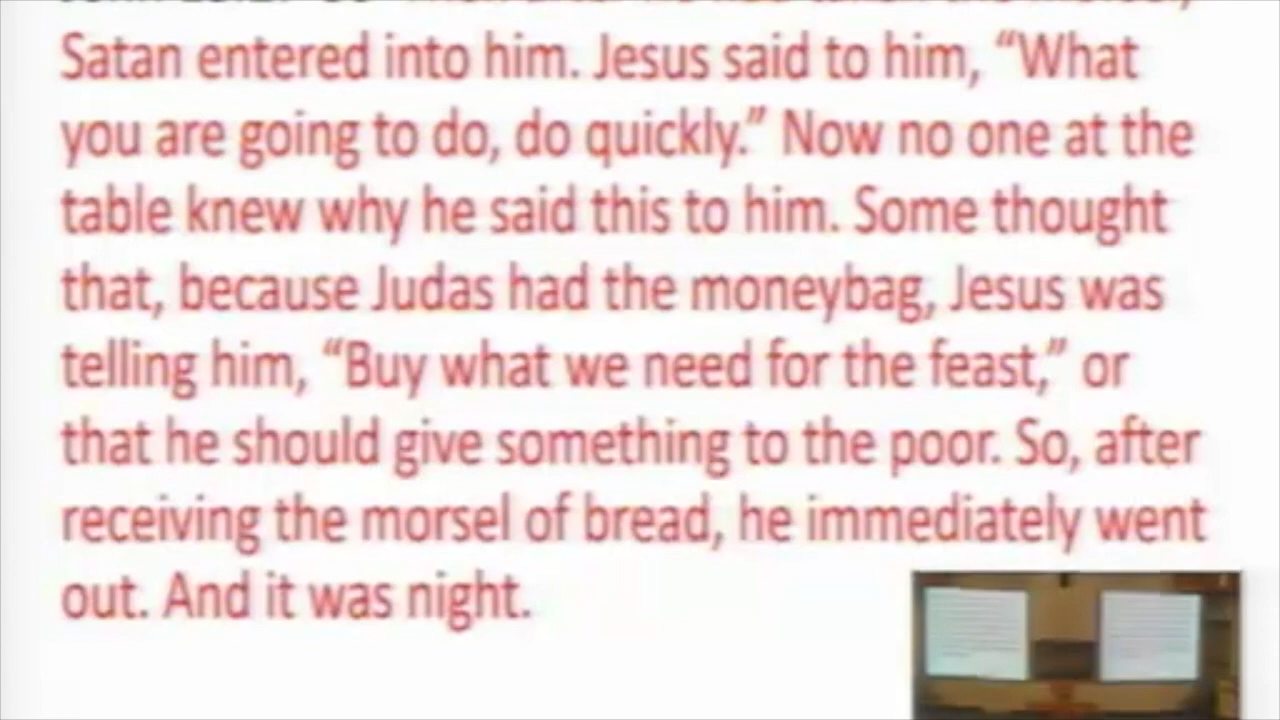 Satan entered into him. Jesus said to him, “What
you are going to do, do quickly.” Now no one at the
table knew why he said this to him. Some thought
that, because Judas had the moneybag, Jesus was
telling him, “Buy what we need for the feast,” or
that he should give something to the poor. So, after
receiving the morsel of bread, he immediately went
out. And it was night.